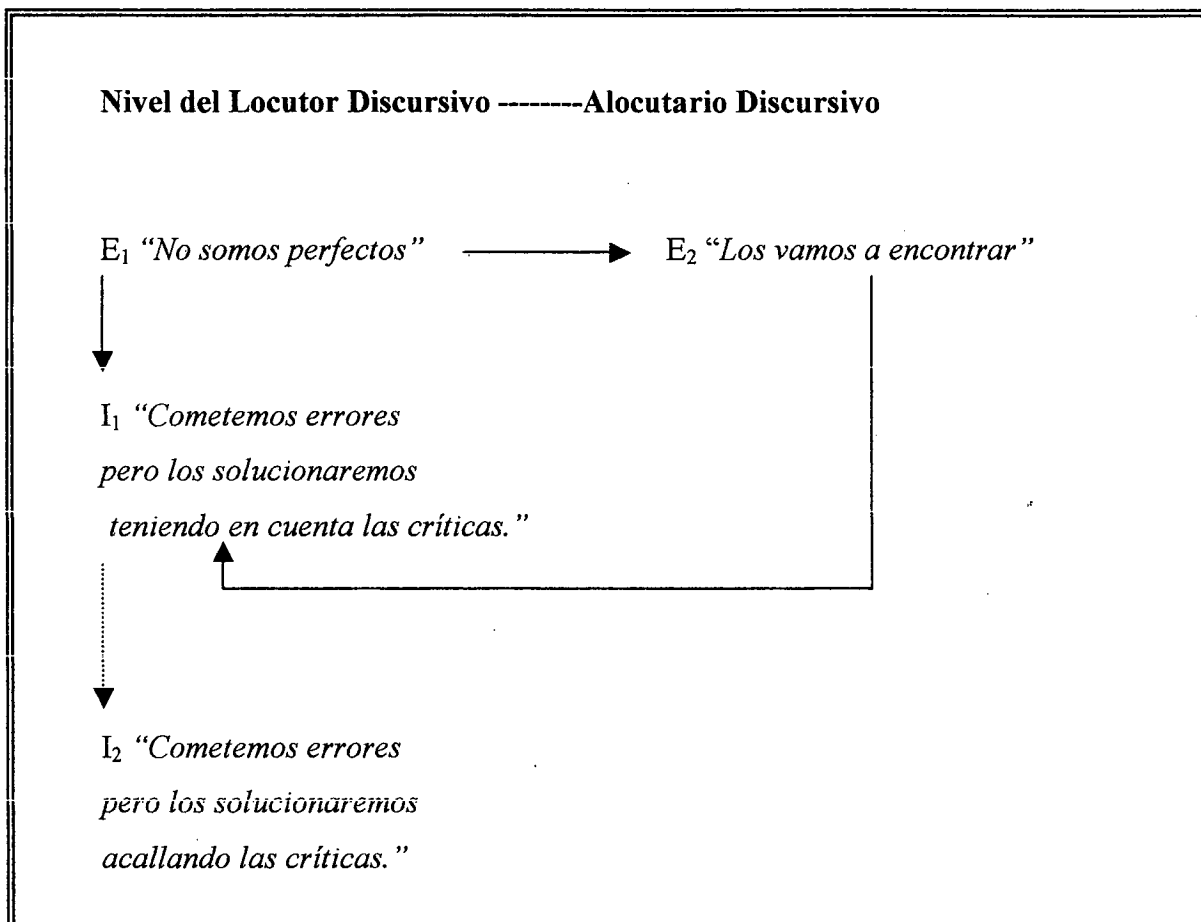 Nivel del Locutor Discursivo --------Alocutario Discursivo
E₁ “No somos perfectos” E₂ “Los vamos a encontrar”
I₁ “Cometemos errores
pero los solucionaremos
teniendo en cuenta las críticas.”
I₂ “Cometemos errores
pero los solucionaremos
acallando las críticas.”